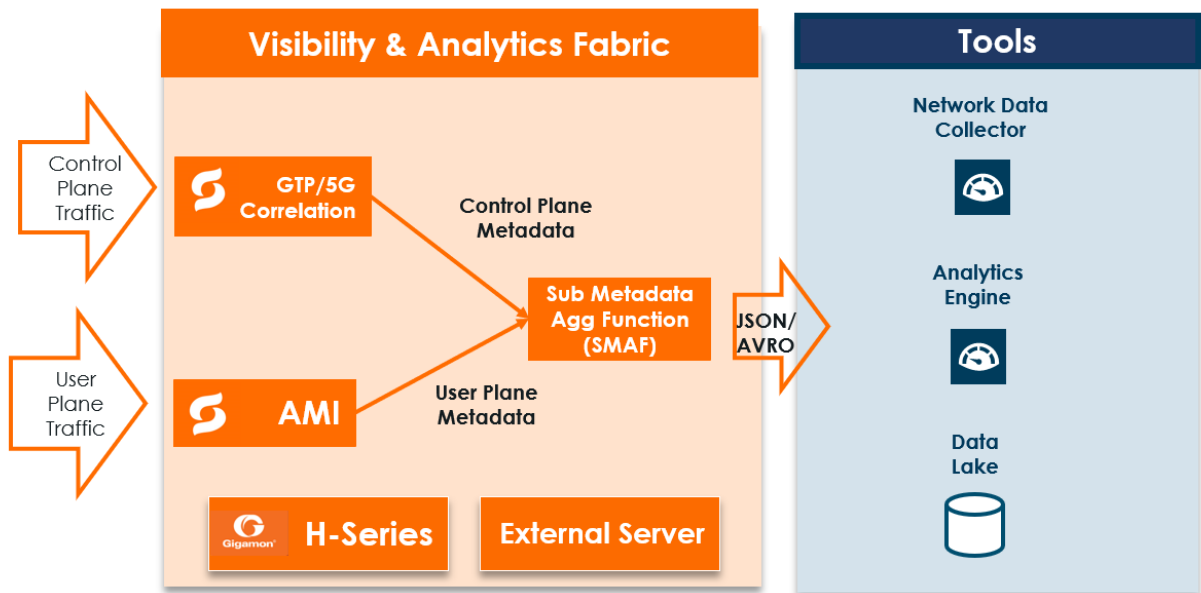 Visibility & Analytics Fabric
Tools
Control
Plane
Traffic
GTP/5G
Correlation
Control Plane
Metadata
Sub Metadata
Agg Function
(SMAF)
JSON/
AVRO
User
Plane
Traffic
AMI
User Plane
Metadata
Gigamon®
H-Series
External Server
Network Data
Collector
Analytics
Engine
Data
Lake